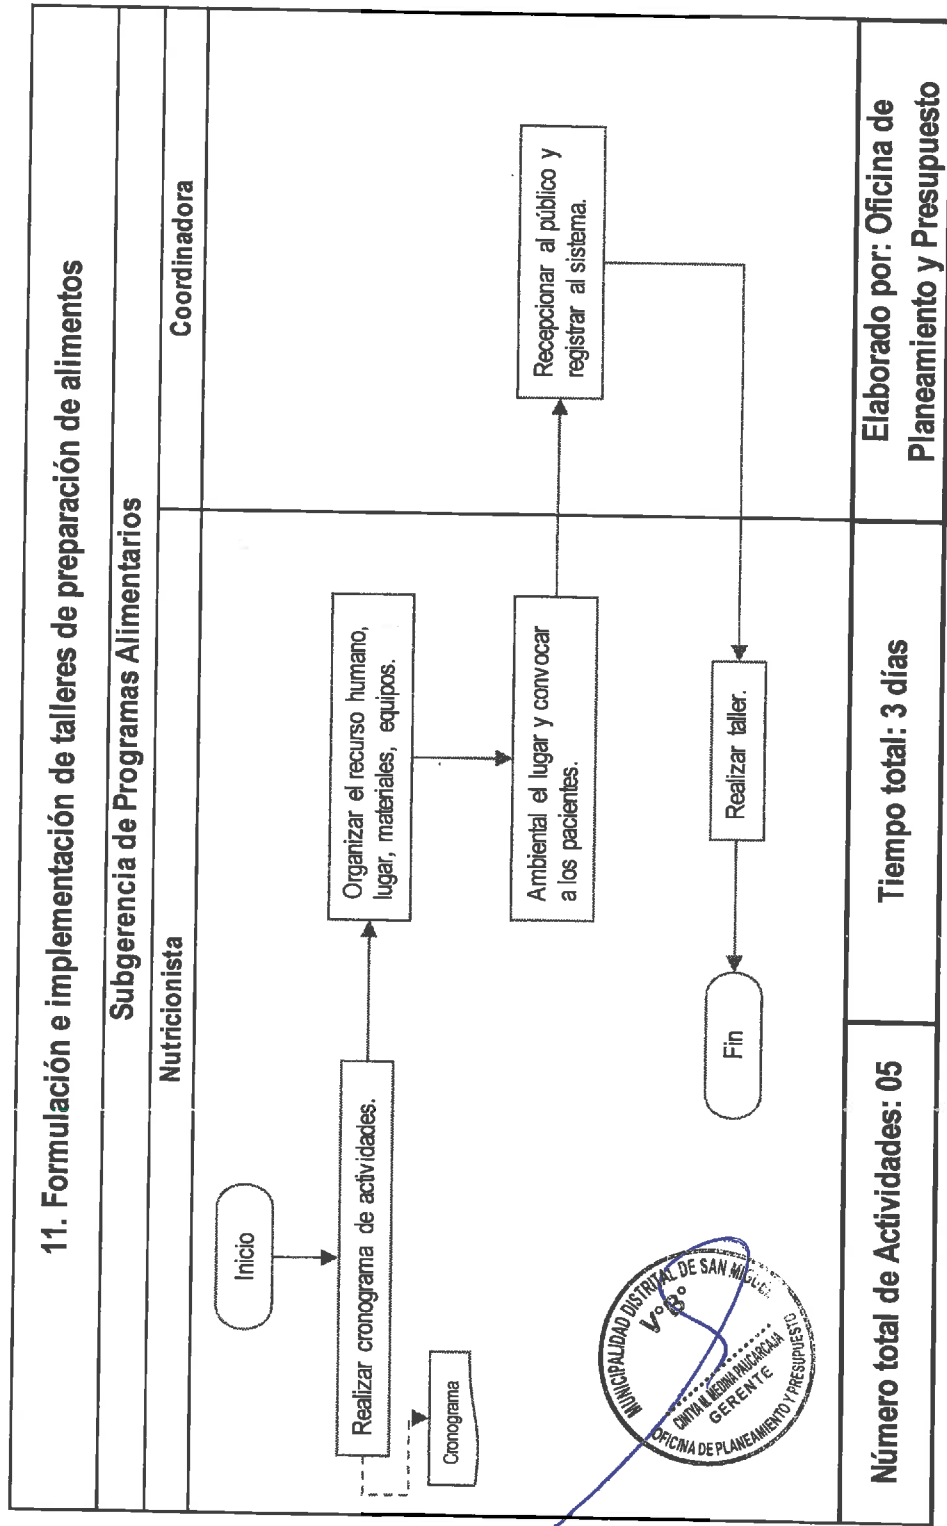 11. Formulación e implementación de talleres de preparación de alimentos
Subgerencia de Programas Alimentarios
Nutricionista
Coordinadora
Inicio
Realizar cronograma de actividades.
Cronograma
Organizar el recurso humano,
lugar, materiales, equipos.
Ambiental el lugar y convocar
a los pacientes.
Recepcionar al público y
registrar al sistema.
Realizar taller.
Fin
MUNICIPALIDAD DISTRITAL DE SAN MIGUEL
V°B°
CINTYA M. MEDINA PAUCARCAJA
GERENTE
OFICINA DE PLANEAMIENTO Y PRESUPUESTO
Número total de Actividades: 05
Tiempo total: 3 días
Elaborado por: Oficina de
Planeamiento y Presupuesto